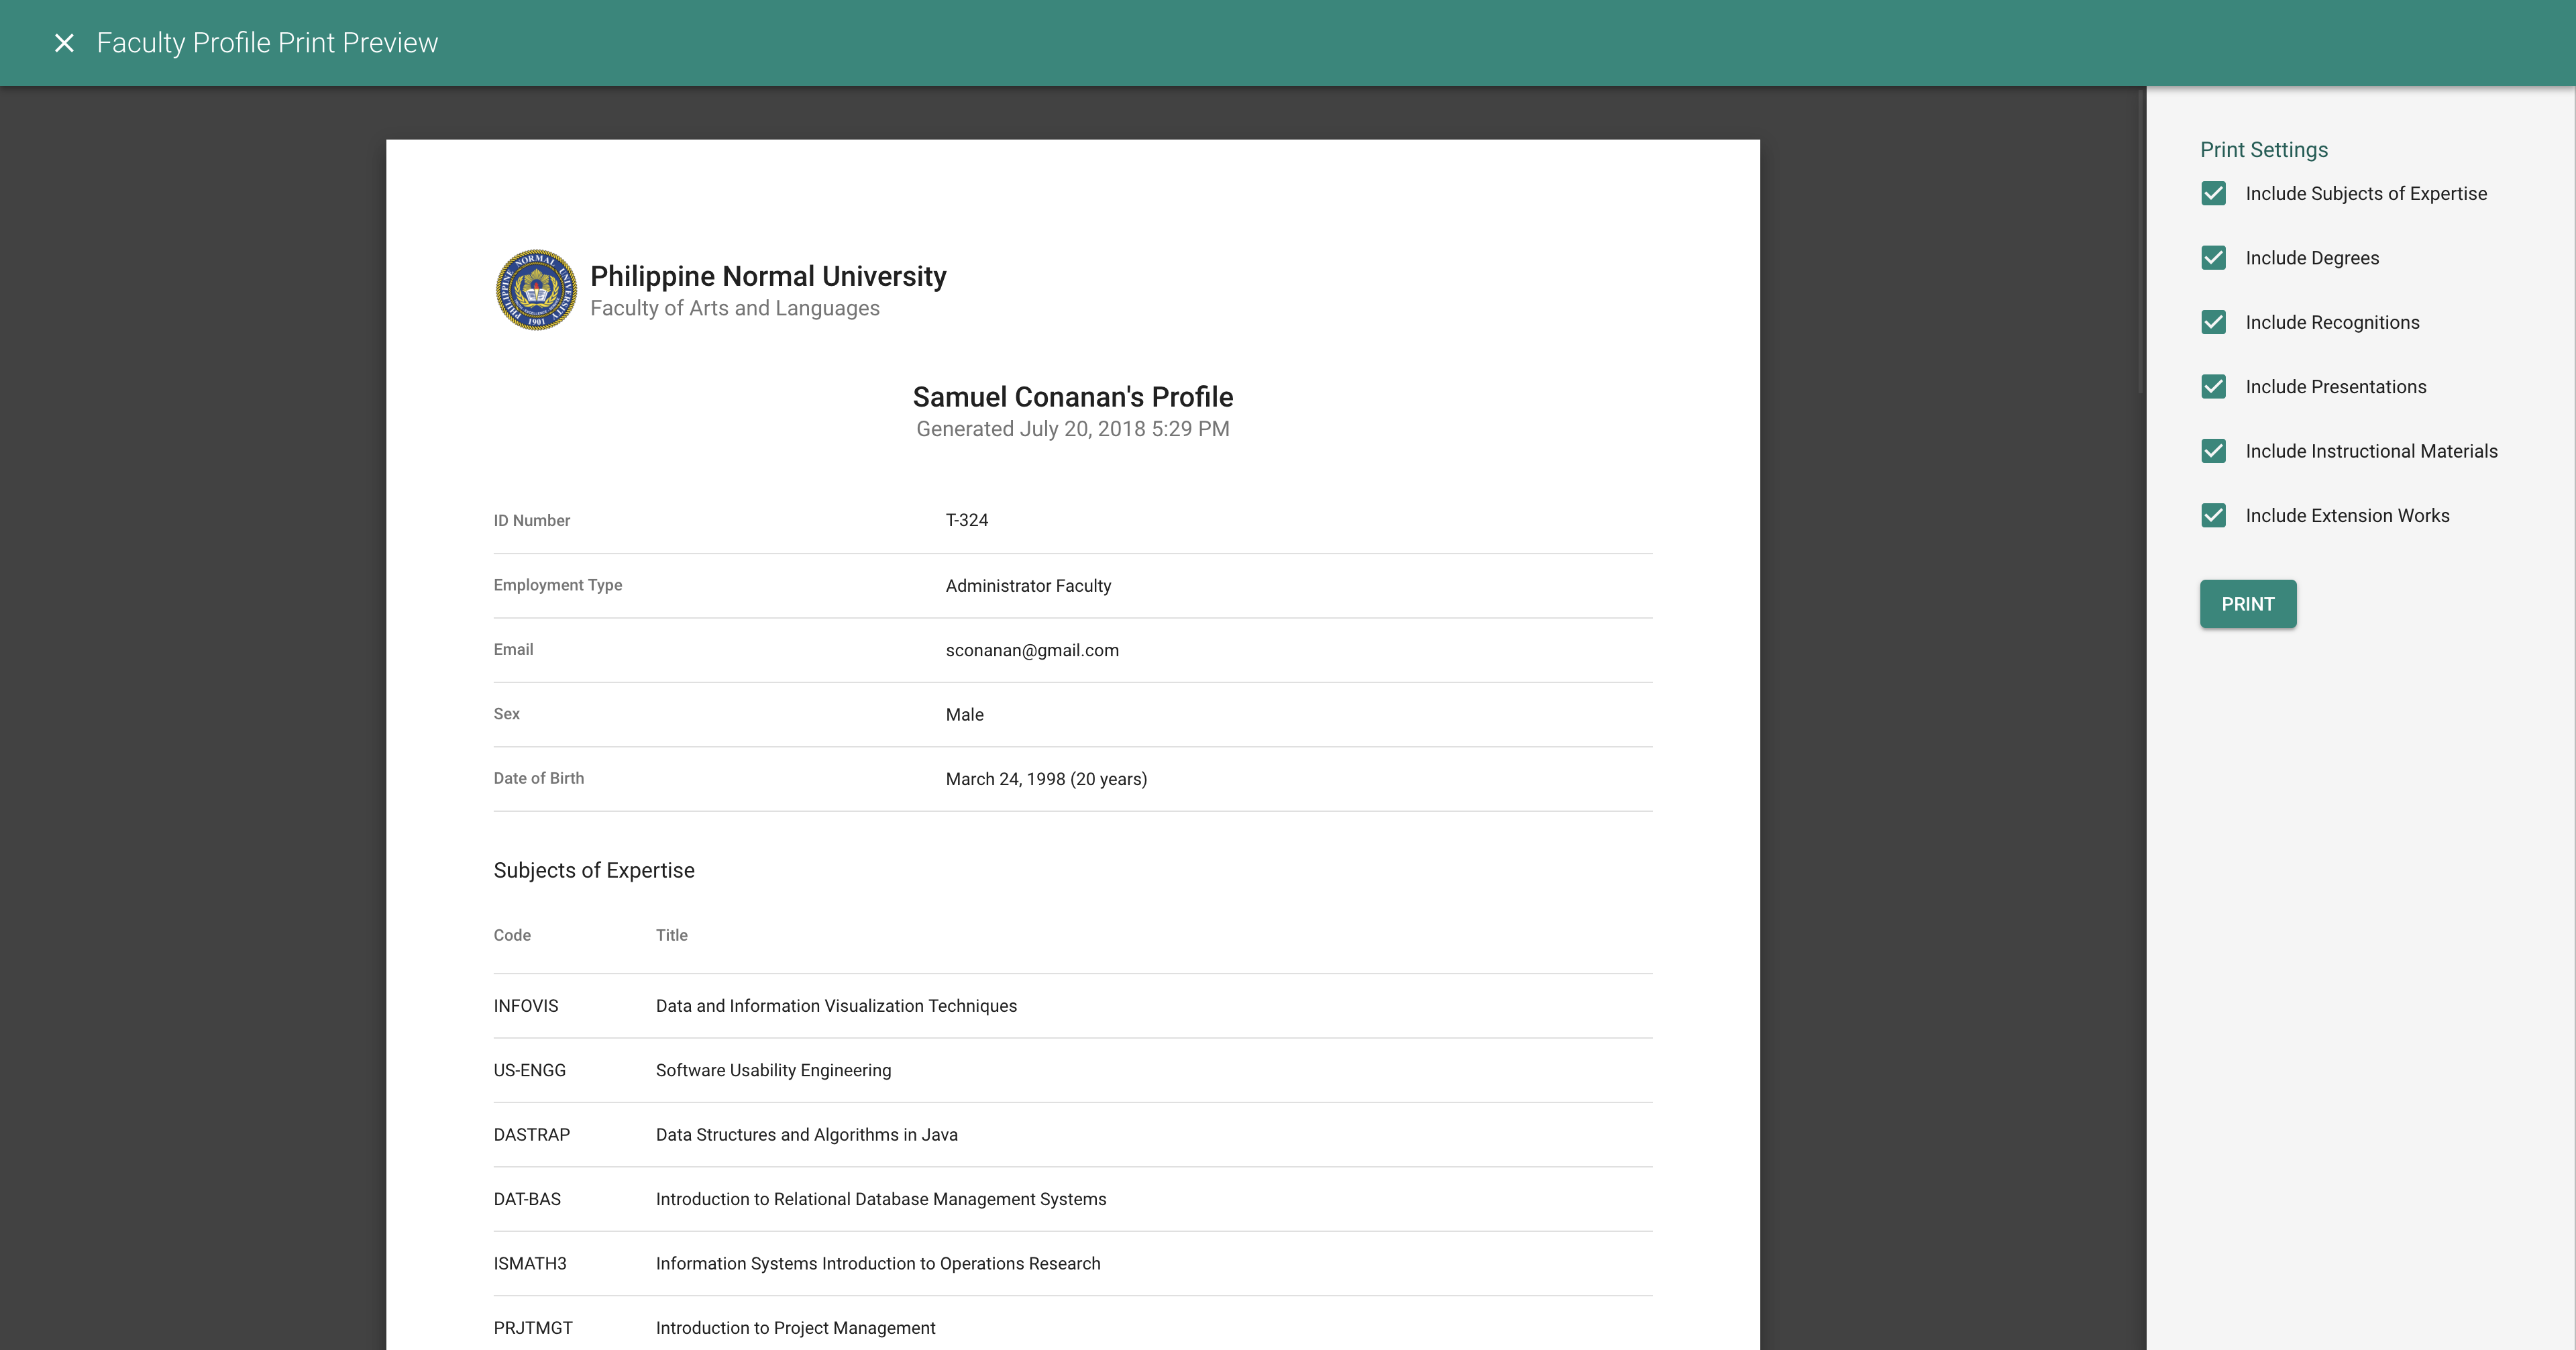 Faculty Profile Print Preview
PHILIPPINE NORMAL UNIVERSITY
1901
Philippine Normal University
Faculty of Arts and Languages
Samuel Conanan's Profile
Generated July 20, 2018 5:29 PM
ID Number T-324
Employment Type Administrator Faculty
Email sconanan@gmail.com
Sex Male
Date of Birth March 24, 1998 (20 years)
Subjects of Expertise
Code Title
INFOVIS Data and Information Visualization Techniques
US-ENGG Software Usability Engineering
DASTRAP Data Structures and Algorithms in Java
DAT-BAS Introduction to Relational Database Management Systems
ISMATH3 Information Systems Introduction to Operations Research
PRJTMGT Introduction to Project Management
Print Settings
Include Subjects of Expertise
Include Degrees
Include Recognitions
Include Presentations
Include Instructional Materials
Include Extension Works
PRINT